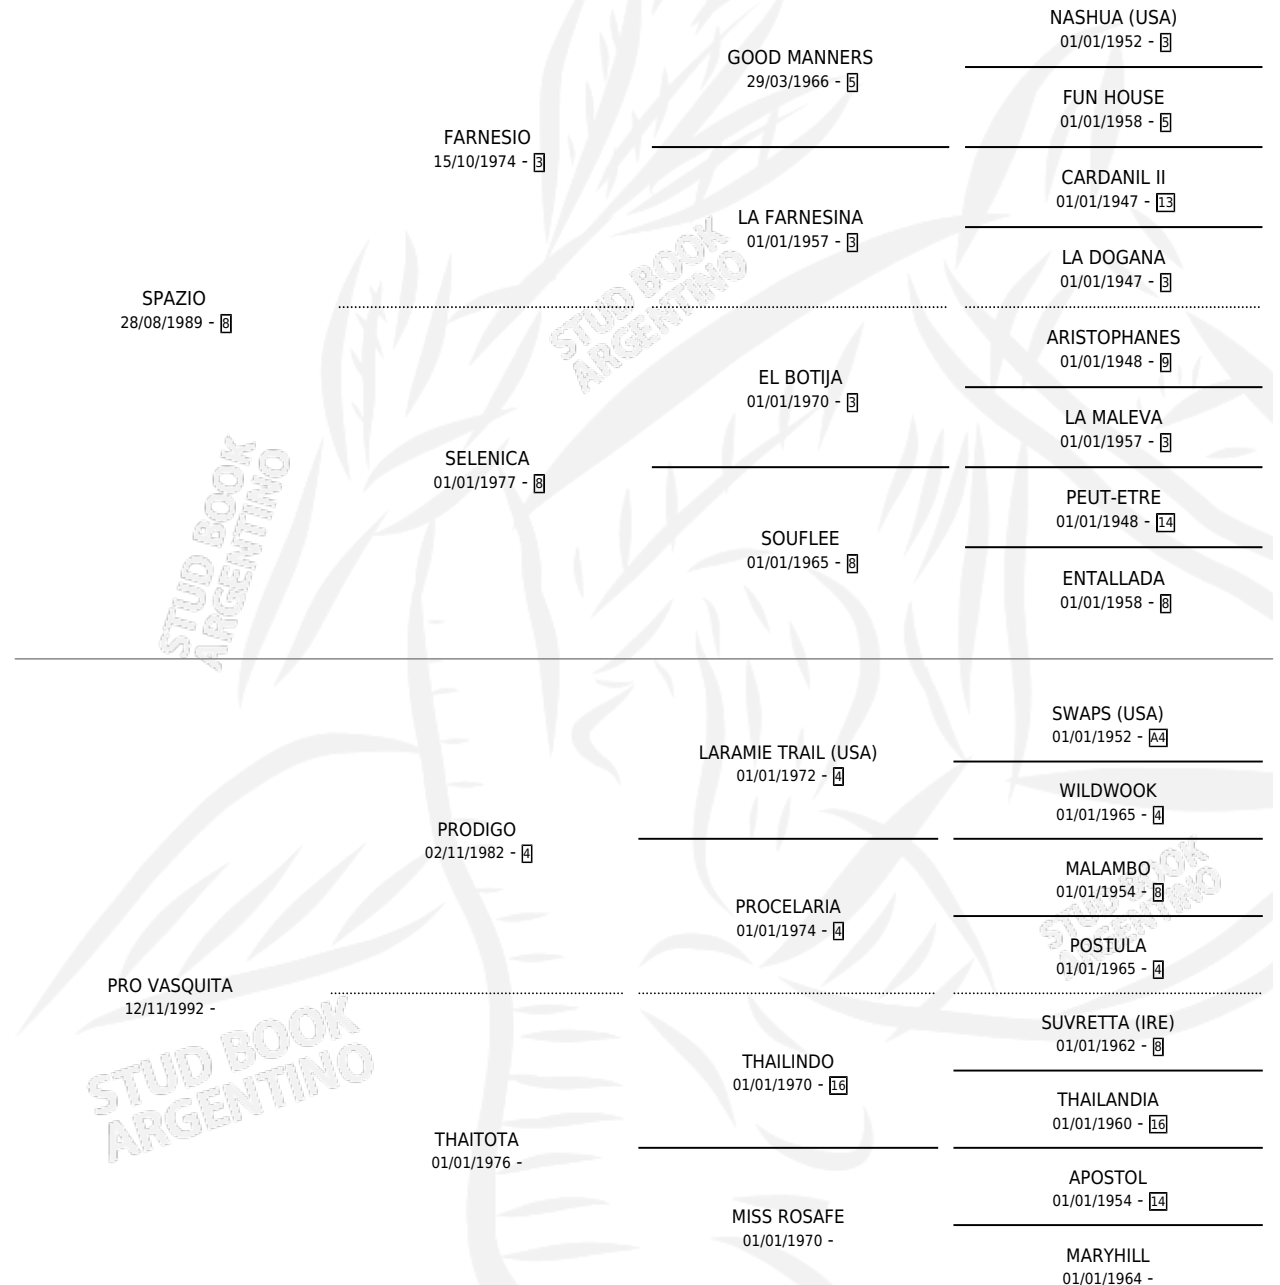 NASHUA (USA)
01/01/1952 - 3
GOOD MANNERS
29/03/1966 - 5
FUN HOUSE
01/01/1958 - 5
FARNESIO
15/10/1974 - 3
CARDANIL II
01/01/1947 - 13
LA FARNESINA
01/01/1957 - 3
LA DOGANA
01/01/1947 - 3
SPAZIO
28/08/1989 - 8
ARISTOPHANES
01/01/1948 - 9
EL BOTIJA
01/01/1970 - 3
LA MALEVA
01/01/1957 - 3
SELENICA
01/01/1977 - 8
PEUT-ETRE
01/01/1948 - 14
SOUFLEE
01/01/1965 - 8
ENTALLADA
01/01/1958 - 8
SWAPS (USA)
01/01/1952 - A4
LARAMIE TRAIL (USA)
01/01/1972 - 4
WILDWOOK
01/01/1965 - 4
PRODIGO
02/11/1982 - 4
MALAMBO
01/01/1954 - 8
PROCELARIA
01/01/1974 - 4
POSTULA
01/01/1965 - 4
PRO VASQUITA
12/11/1992 -
SUVRETTA (IRE)
01/01/1962 - 8
THAILINDO
01/01/1970 - 16
THAILANDIA
01/01/1960 - 16
THAITOTA
01/01/1976 -
APOSTOL
01/01/1954 - 14
MISS ROSAFE
01/01/1970 -
MARYHILL
01/01/1964 -
STUD BOOK
ARGENTINO
STUD BOOK
ARGENTINO
STUD BOOK
ARGENTINO
STUD BOOK
ARGENTINO